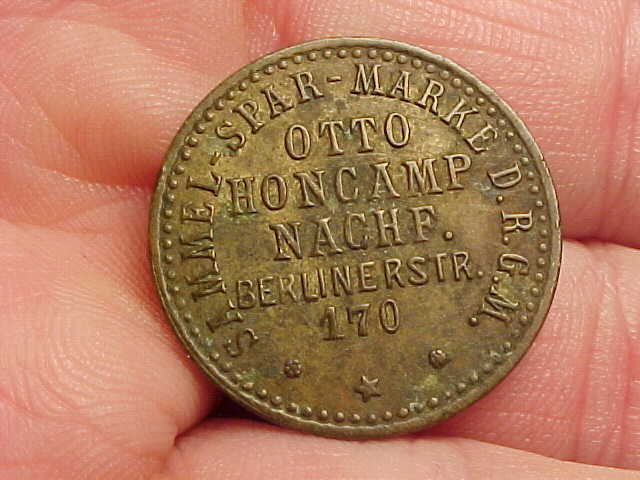 SAMMEL-SPAR-MARKE D.R.G.M.
OTTO
HONCAMP
NACHF.
BERLINERSTR.
170